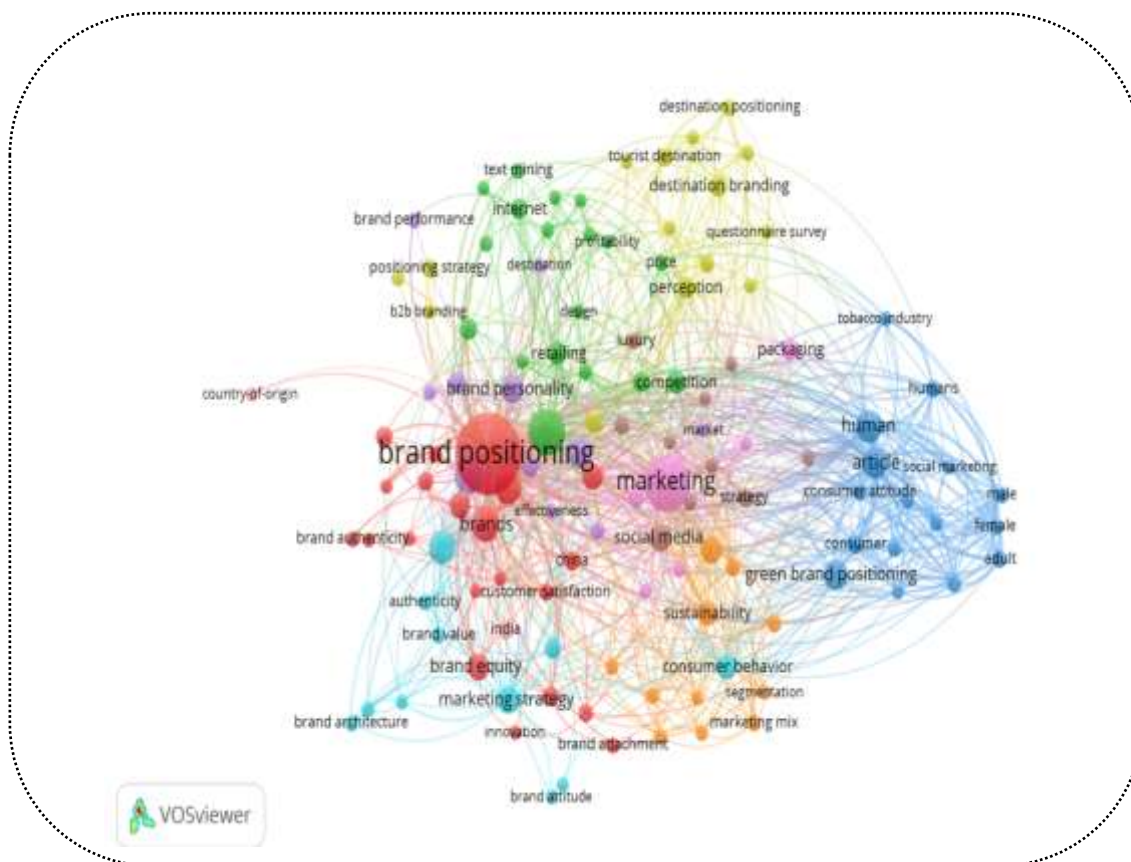 destination positioning
text mining
tourist destination
destination branding
internet
brand performance
questionnaire survey
profitability
positioning strategy
destination
price
perception
b2b branding
design
tobacco industry
luxury
retailing
packaging
competition
humans
brand personality
country-of-origin
human
market
brand positioning
article
social marketing
marketing
consumer attitude
male
strategy
effectiveness
brands
female
social media
brand authenticity
consumer
adult
china
green brand positioning
customer satisfaction
authenticity
sustainability
brand value
india
brand equity
consumer behavior
segmentation
marketing strategy
brand architecture
marketing mix
innovation
brand attachment
brand attitude
VOSviewer